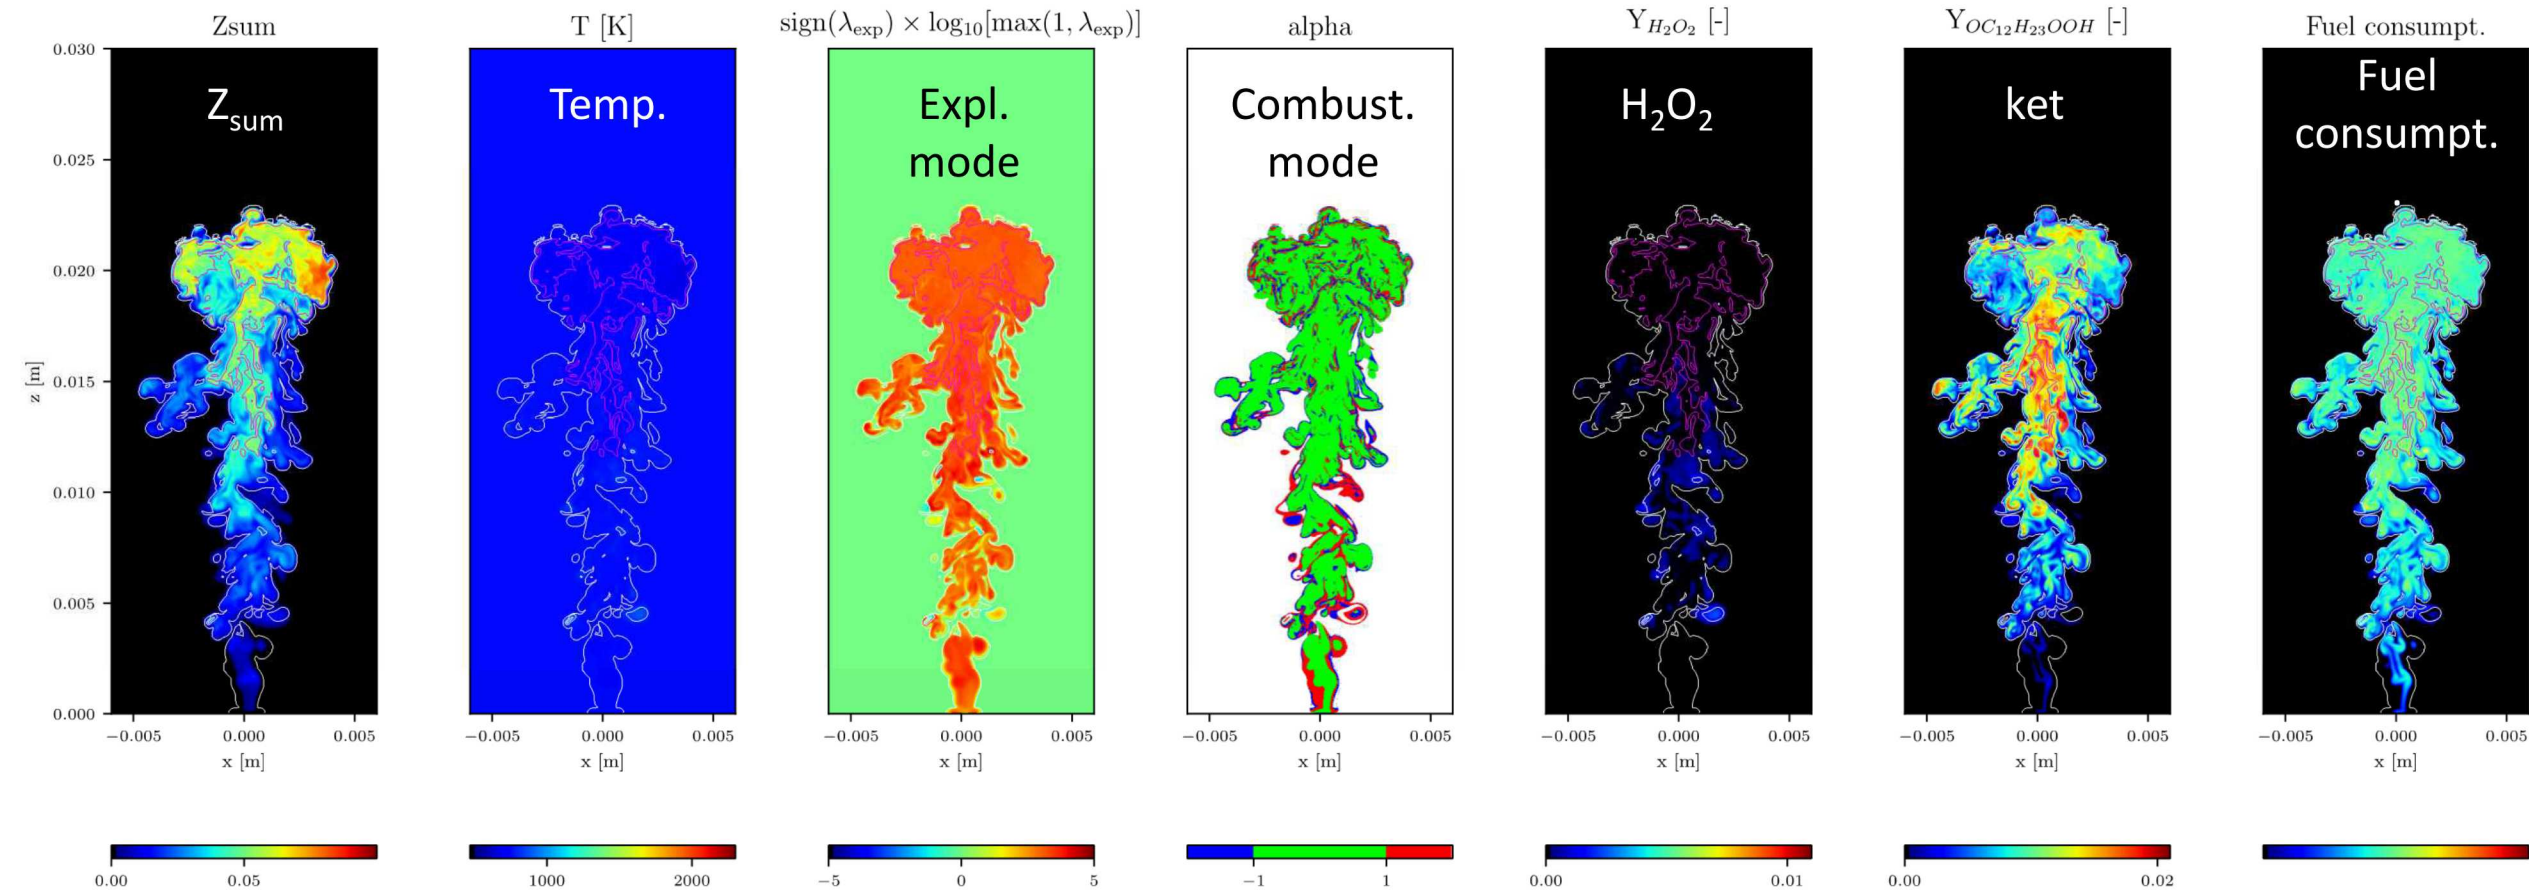 Zsum
T [K]
sign(λexp) × log10[max(1, λexp)]
alpha
YH2O2 [-]
YOC12H23OOH [-]
Fuel consumpt.
Zsum
Temp.
Expl.
mode
Combust.
mode
H2O2
ket
Fuel
consumpt.
0.030
0.025
0.020
0.015
0.010
0.005
0.000
z [m]
−0.005 0.000 0.005
x [m]
−0.005 0.000 0.005
x [m]
−0.005 0.000 0.005
x [m]
−0.005 0.000 0.005
x [m]
−0.005 0.000 0.005
x [m]
−0.005 0.000 0.005
x [m]
−0.005 0.000 0.005
x [m]
0.00 0.05
1000 2000
−5 0 5
−1 1
0.00 0.01
0.00 0.02